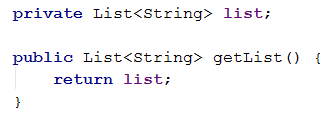 private List<String> list;
public List<String> getList() {
    return list;
}